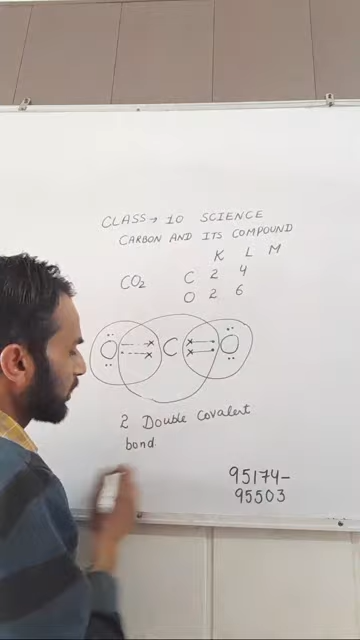 CLASS → 10 SCIENCE
CARBON AND ITS COMPOUND
K L M
CO₂ C 2 4
O 2 6
O C O
2 Double Covalent
bond
95174-
95503